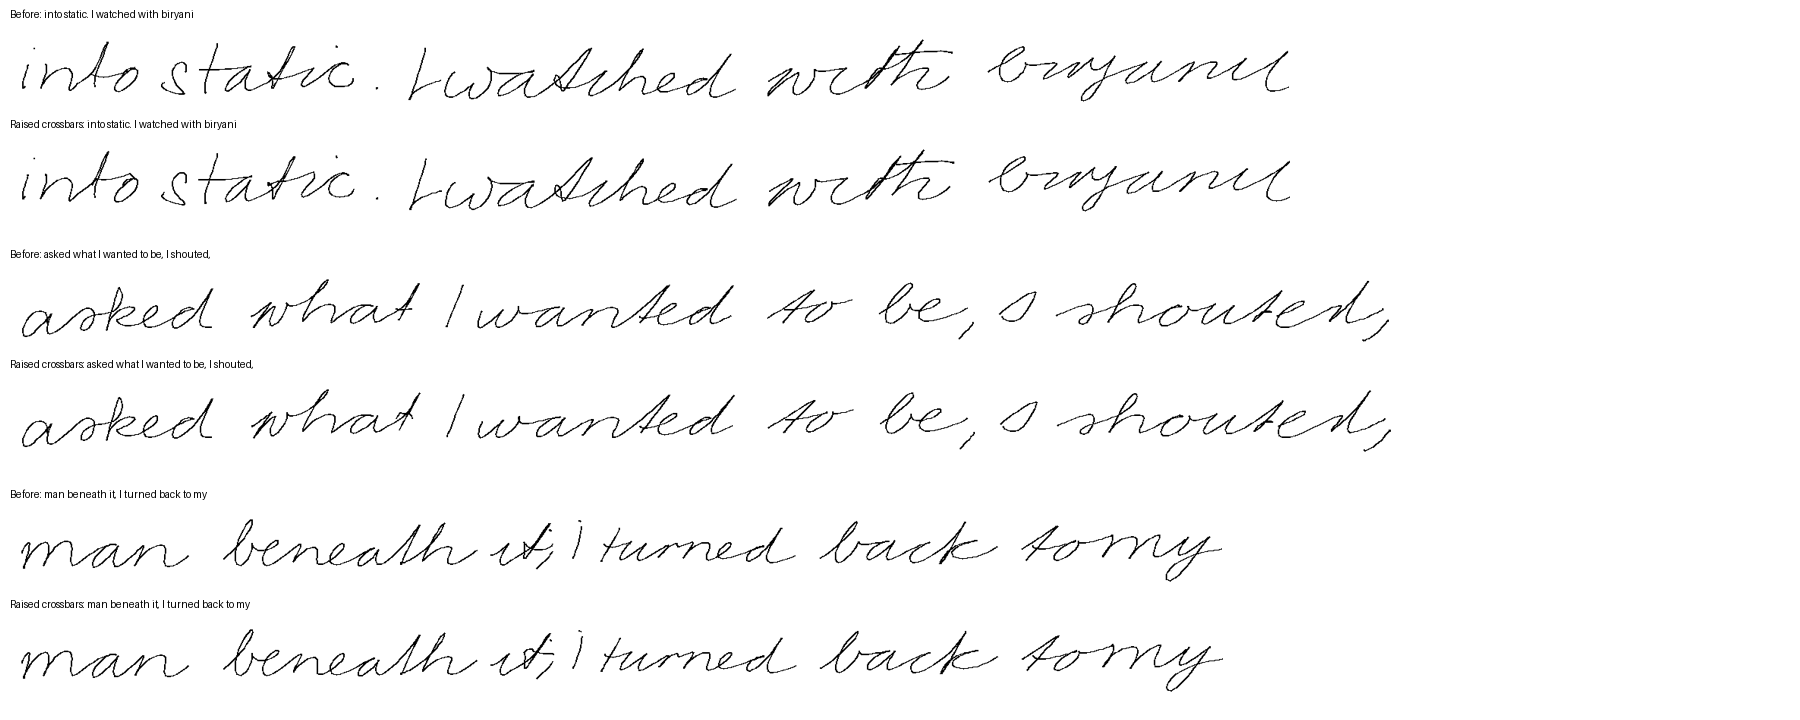 Before: into static. I watched with biryani
into static. I watched with biryani
Raised crossbars: into static. I watched with biryani
into static. I watched with biryani
Before: asked what I wanted to be, I shouted,
asked what I wanted to be, I shouted,
Raised crossbars: asked what I wanted to be, I shouted,
asked what I wanted to be, I shouted,
Before: man beneath it, I turned back to my
man beneath it, I turned back to my
Raised crossbars: man beneath it, I turned back to my
man beneath it, I turned back to my